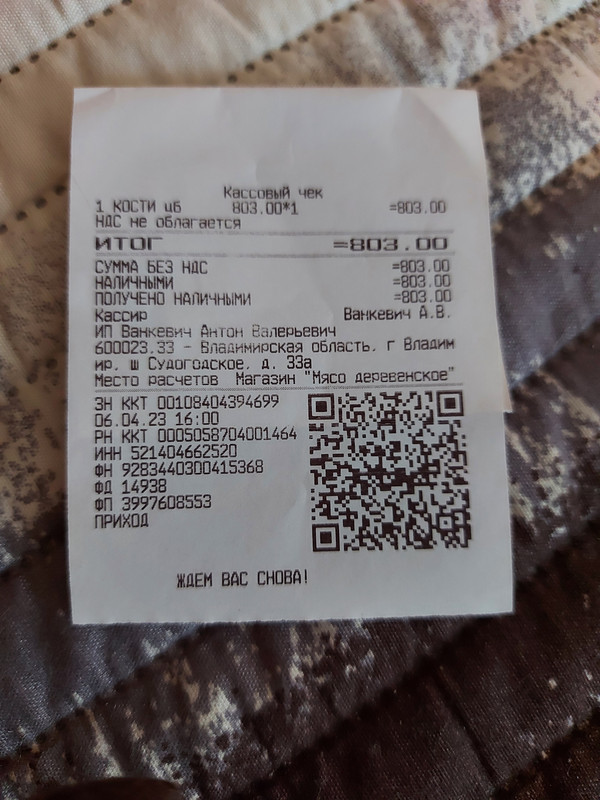 Кассовый чек
1 КОСТИ цб 803.00*1 =803.00
НДС не облагается
ИТОГ =803.00
СУММА БЕЗ НДС =803.00
НАЛИЧНЫМИ =803.00
ПОЛУЧЕНО НАЛИЧНЫМИ =803.00
Кассир Ванкевич А.В.
ИП Ванкевич Антон Валерьевич
600023,33 - Владимирская область, г Владим
ир, ш Судогодское, д. 33а
Место расчетов Магазин "Мясо деревенское"
ЗН ККТ 00108404394699
06.04.23 16:00
РН ККТ 0005058704001464
ИНН 521404662520
ФН 9283440300415368
ФД 14938
ФП 3997608553
ПРИХОД
ЖДЕМ ВАС СНОВА!